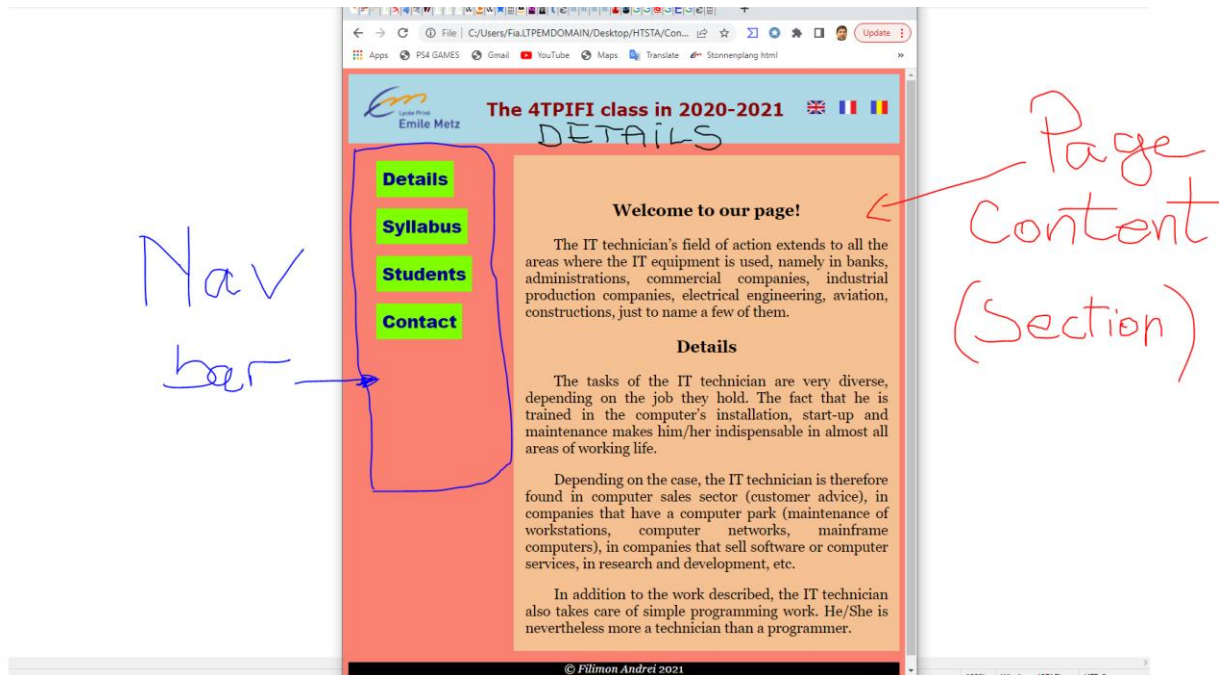 File | C:/Users/Fia.LTPEMDOMAIN/Desktop/HTSTA/Con...
Update
Apps PS4 GAMES Gmail YouTube Maps Translate Stonnenplang html »
Lycée Privé
Emile Metz
The 4TPIFI class in 2020-2021
DETAiLS
Details
Syllabus
Students
Contact
Nav
bar
Welcome to our page!
The IT technician's field of action extends to all the
areas where the IT equipment is used, namely in banks,
administrations, commercial companies, industrial
production companies, electrical engineering, aviation,
constructions, just to name a few of them.
Details
The tasks of the IT technician are very diverse,
depending on the job they hold. The fact that he is
trained in the computer's installation, start-up and
maintenance makes him/her indispensable in almost all
areas of working life.
Depending on the case, the IT technician is therefore
found in computer sales sector (customer advice), in
companies that have a computer park (maintenance of
workstations, computer networks, mainframe
computers), in companies that sell software or computer
services, in research and development, etc.
In addition to the work described, the IT technician
also takes care of simple programming work. He/She is
nevertheless more a technician than a programmer.
© Filimon Andrei 2021
Page
Content
(Section)